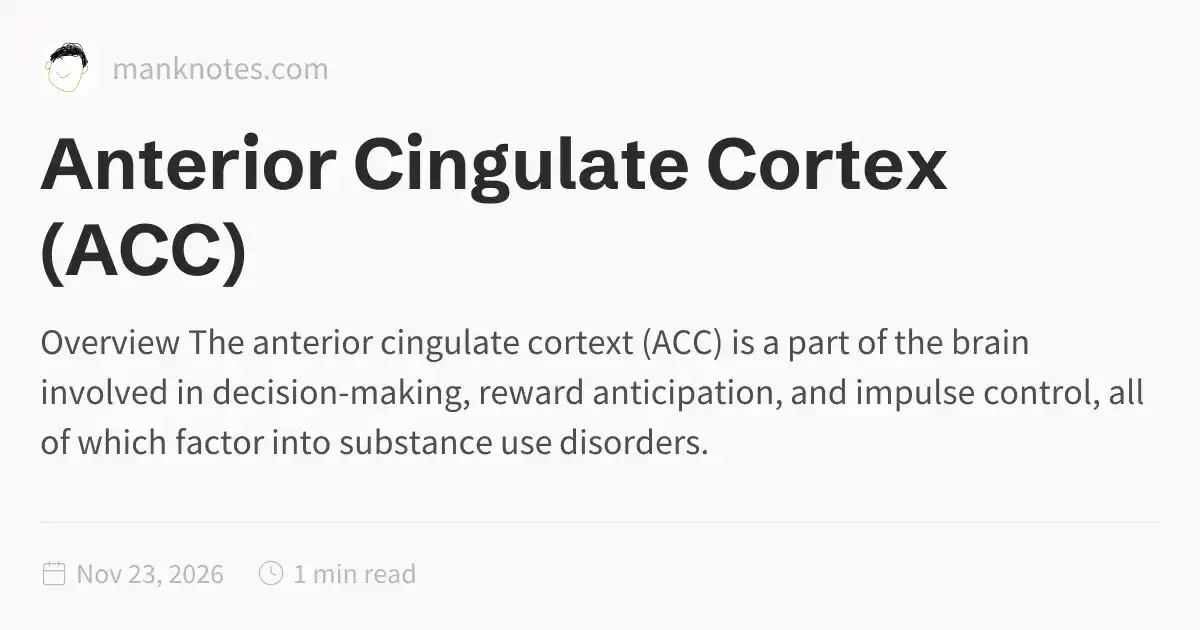 manknotes.com
Anterior Cingulate Cortex
(ACC)
Overview The anterior cingulate cortext (ACC) is a part of the brain
involved in decision-making, reward anticipation, and impulse control, all
of which factor into substance use disorders.
Nov 23, 2026 1 min read